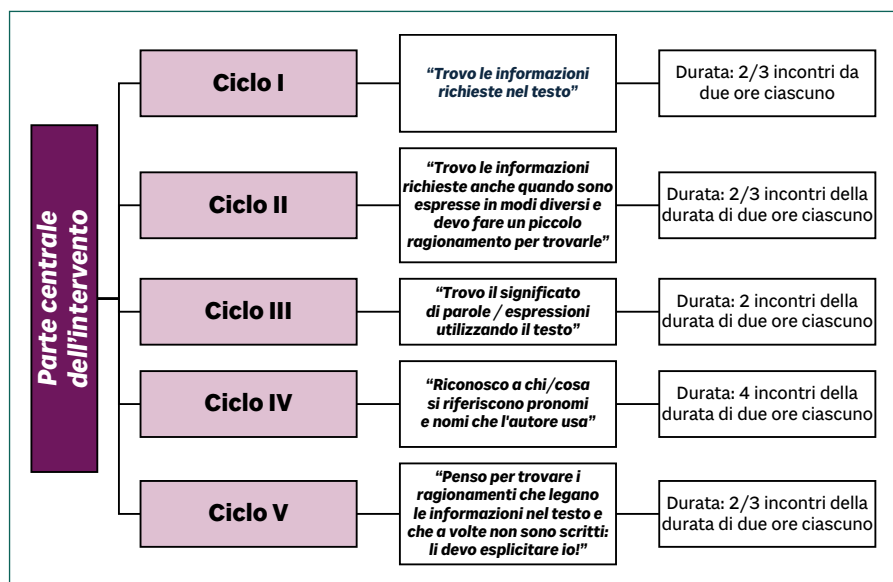 Parte centrale
dell'intervento
Ciclo I
“Trovo le informazioni
richieste nel testo”
Durata: 2/3 incontri da
due ore ciascuno
Ciclo II
“Trovo le informazioni
richieste anche quando sono
espresse in modi diversi e
devo fare un piccolo
ragionamento per trovarle”
Durata: 2/3 incontri della
durata di due ore ciascuno
Ciclo III
“Trovo il significato
di parole / espressioni
utilizzando il testo”
Durata: 2 incontri della
durata di due ore ciascuno
Ciclo IV
“Riconosco a chi/cosa
si riferiscono pronomi
e nomi che l'autore usa”
Durata: 4 incontri della
durata di due ore ciascuno
Ciclo V
“Penso per trovare i
ragionamenti che legano
le informazioni nel testo e
che a volte non sono scritti:
li devo esplicitare io!”
Durata: 2/3 incontri della
durata di due ore ciascuno